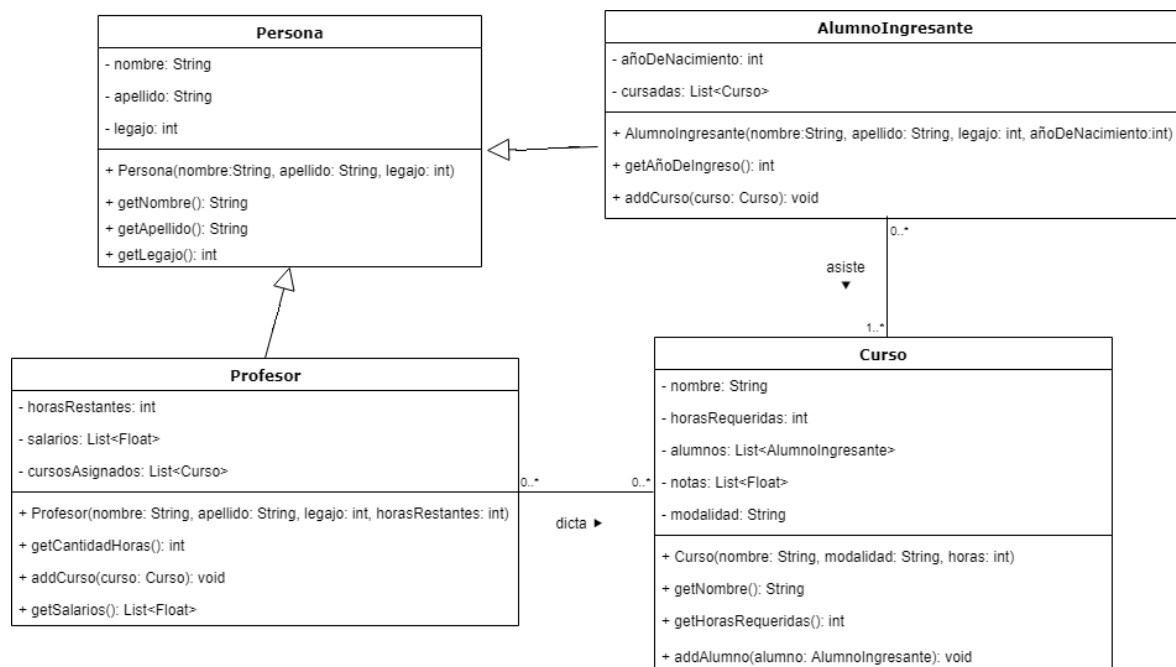 Persona
- nombre: String
- apellido: String
- legajo: int
+ Persona(nombre:String, apellido: String, legajo: int)
+ getNombre(): String
+ getApellido(): String
+ getLegajo(): int
AlumnoIngresante
- añoDeNacimiento: int
- cursadas: List<Curso>
+ AlumnoIngresante(nombre:String, apellido: String, legajo: int, añoDeNacimiento:int)
+ getAñoDeIngreso(): int
+ addCurso(curso: Curso): void
0..*
asiste
1..*
Profesor
- horasRestantes: int
- salarios: List<Float>
- cursosAsignados: List<Curso>
+ Profesor(nombre: String, apellido: String, legajo: int, horasRestantes: int)
+ getCantidadHoras(): int
+ addCurso(curso: Curso): void
+ getSalarios(): List<Float>
0..*
0..*
dicta
Curso
- nombre: String
- horasRequeridas: int
- alumnos: List<AlumnoIngresante>
- notas: List<Float>
- modalidad: String
+ Curso(nombre: String, modalidad: String, horas: int)
+ getNombre(): String
+ getHorasRequeridas(): int
+ addAlumno(alumno: AlumnoIngresante): void